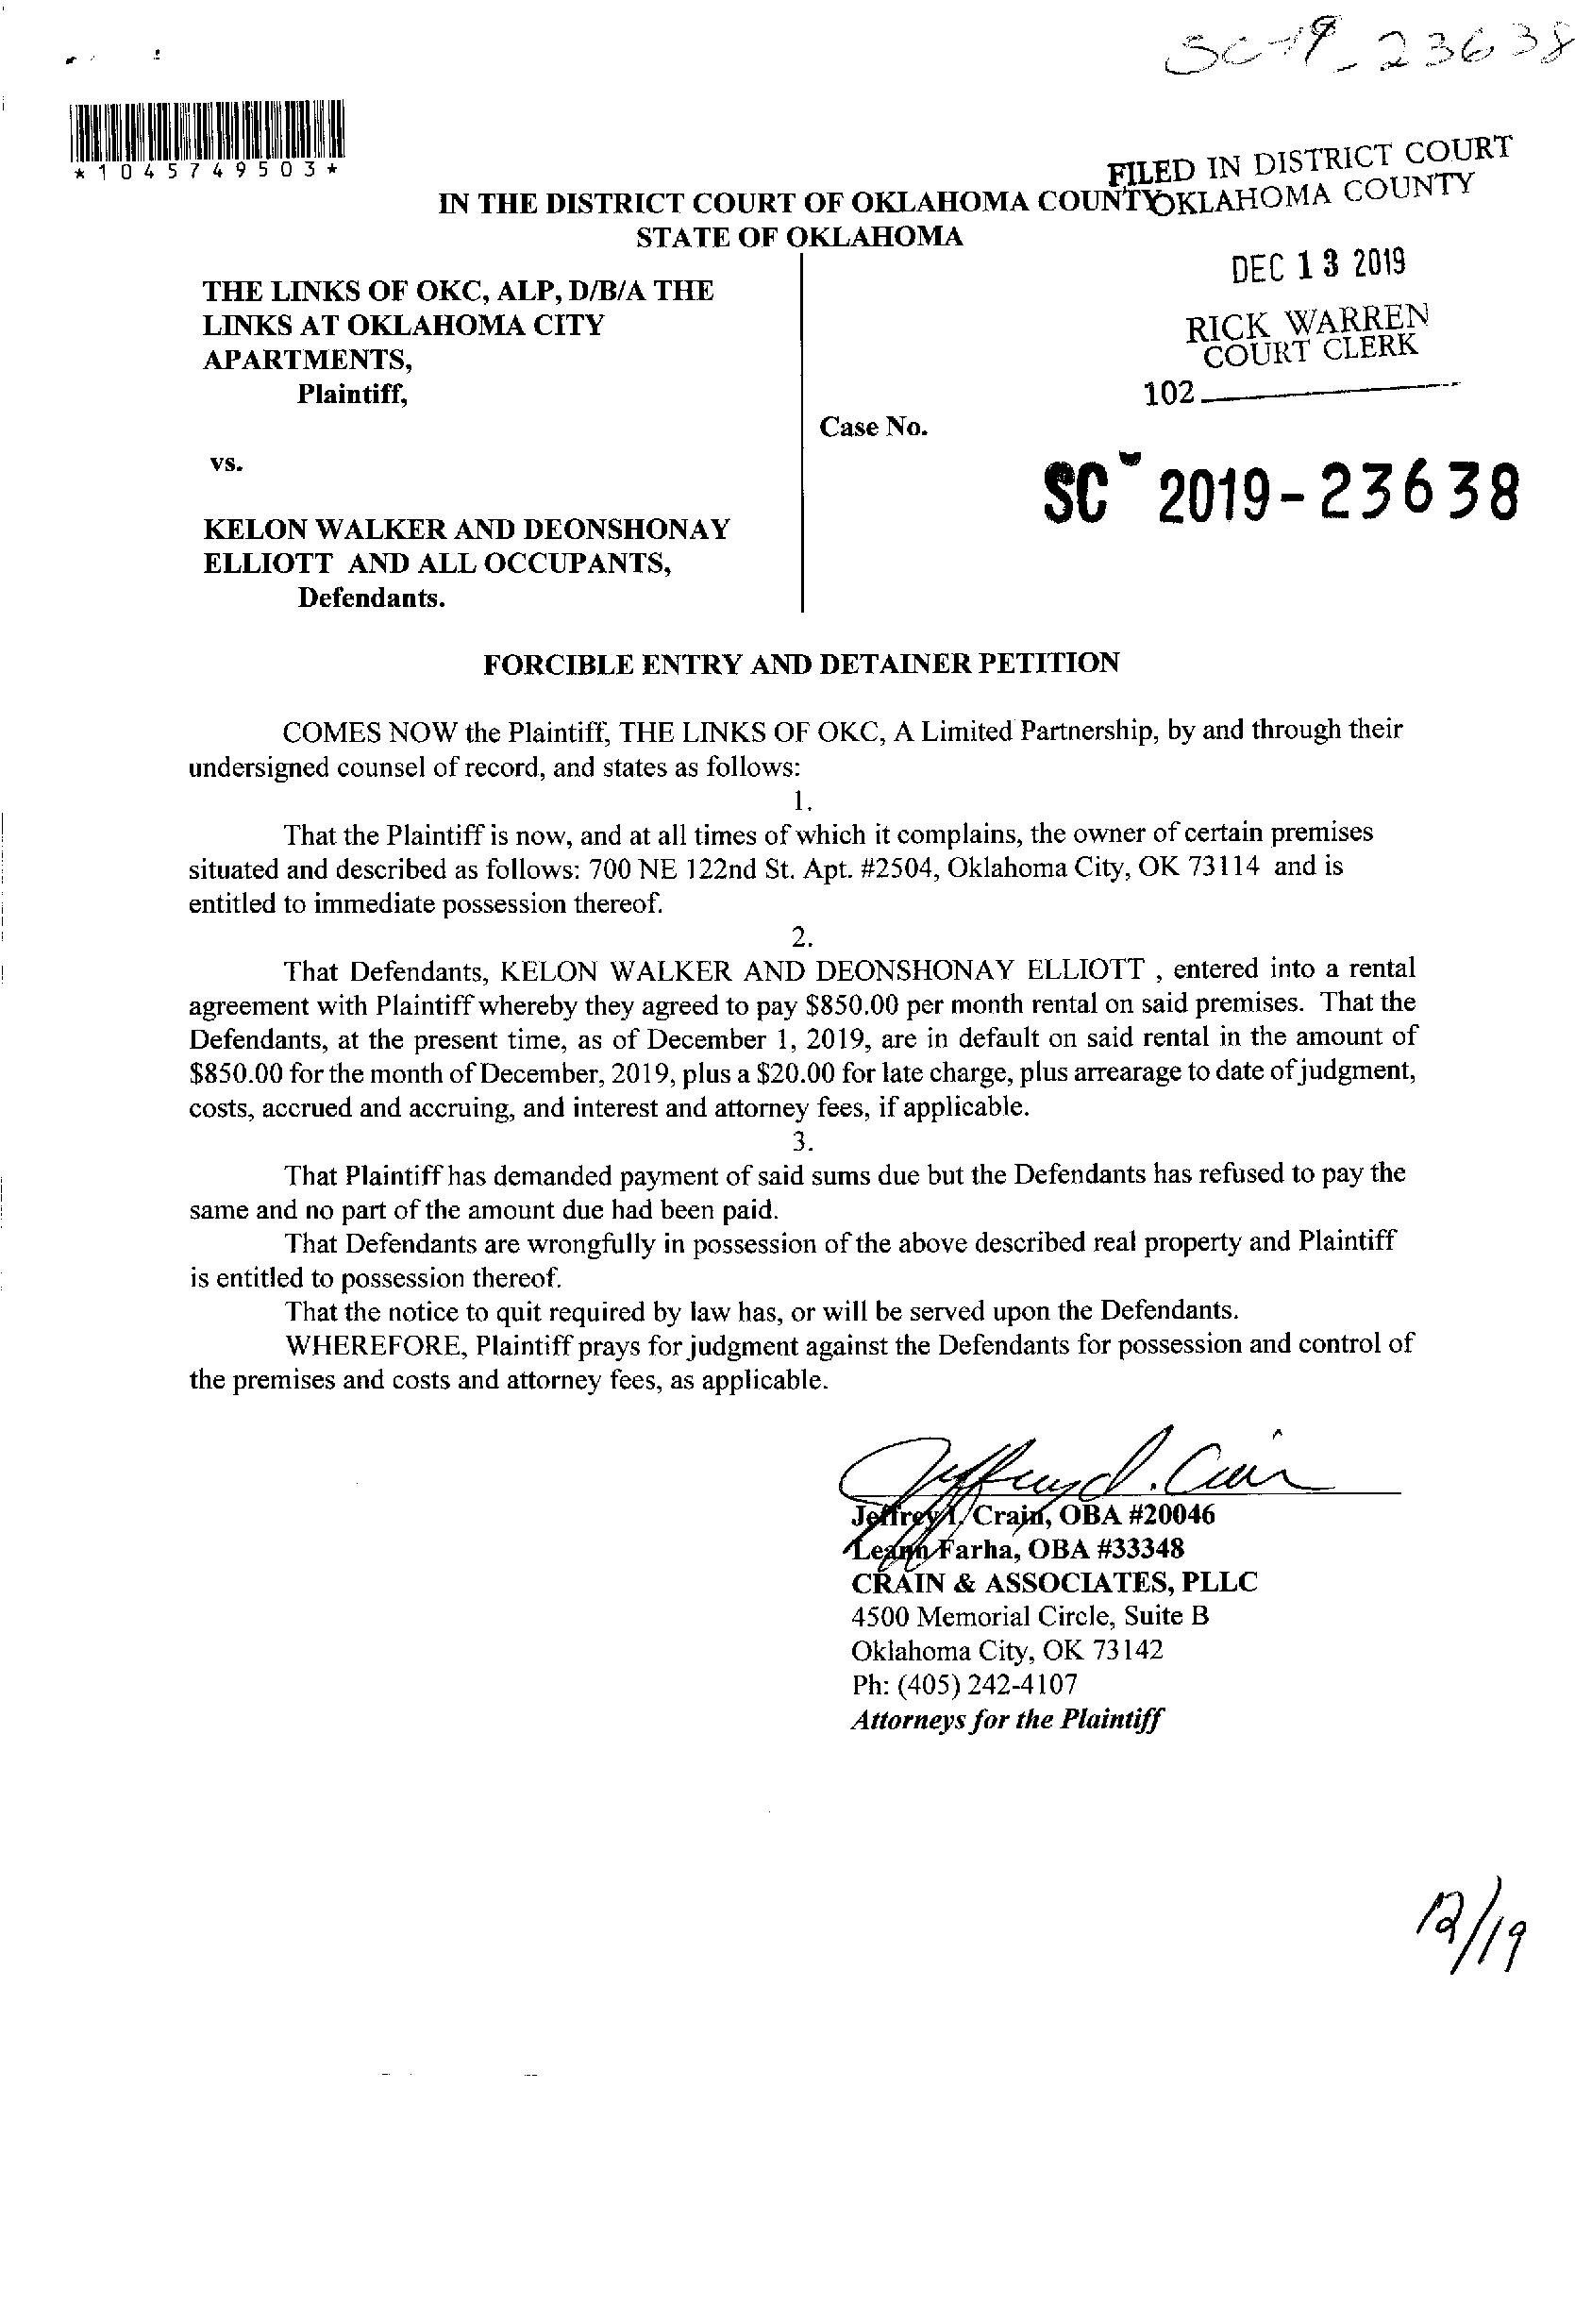 SC-19-23638
*1045749503*
FILED IN DISTRICT COURT
OKLAHOMA COUNTY
IN THE DISTRICT COURT OF OKLAHOMA COUNTY
STATE OF OKLAHOMA
DEC 13 2019
RICK WARREN
COURT CLERK
102
THE LINKS OF OKC, ALP, D/B/A THE
LINKS AT OKLAHOMA CITY
APARTMENTS,
Plaintiff,
Case No.
vs.
SC- 2019-23638
KELON WALKER AND DEONSHONAY
ELLIOTT AND ALL OCCUPANTS,
Defendants.
FORCIBLE ENTRY AND DETAINER PETITION
COMES NOW the Plaintiff, THE LINKS OF OKC, A Limited Partnership, by and through their
undersigned counsel of record, and states as follows:
1.
That the Plaintiff is now, and at all times of which it complains, the owner of certain premises
situated and described as follows: 700 NE 122nd St. Apt. #2504, Oklahoma City, OK 73114 and is
entitled to immediate possession thereof.
2.
That Defendants, KELON WALKER AND DEONSHONAY ELLIOTT , entered into a rental
agreement with Plaintiff whereby they agreed to pay $850.00 per month rental on said premises. That the
Defendants, at the present time, as of December 1, 2019, are in default on said rental in the amount of
$850.00 for the month of December, 2019, plus a $20.00 for late charge, plus arrearage to date of judgment,
costs, accrued and accruing, and interest and attorney fees, if applicable.
3.
That Plaintiff has demanded payment of said sums due but the Defendants has refused to pay the
same and no part of the amount due had been paid.
That Defendants are wrongfully in possession of the above described real property and Plaintiff
is entitled to possession thereof.
That the notice to quit required by law has, or will be served upon the Defendants.
WHEREFORE, Plaintiff prays for judgment against the Defendants for possession and control of
the premises and costs and attorney fees, as applicable.
Jeffrey I. Crain
Jeffrey I. Crain, OBA #20046
Leann Farha, OBA #33348
CRAIN & ASSOCIATES, PLLC
4500 Memorial Circle, Suite B
Oklahoma City, OK 73142
Ph: (405) 242-4107
Attorneys for the Plaintiff
12/19